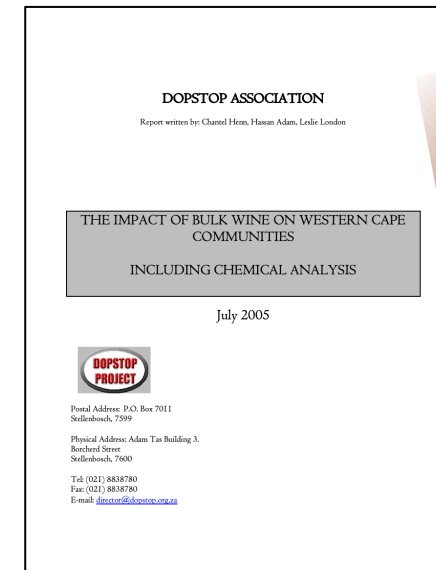 DOPSTOP ASSOCIATION
Report written by: Chantel Henn, Hassan Adam, Leslie London
THE IMPACT OF BULK WINE ON WESTERN CAPE
COMMUNITIES
INCLUDING CHEMICAL ANALYSIS
July 2005
DOPSTOP
PROJECT
Postal Address: P.O. Box 7011
Stellenbosch, 7599
Physical Address: Adam Tas Building 3.
Borcherd Street
Stellenbosch, 7600
Tel: (021) 8838780
Fax: (021) 8838780
E-mail: director@dopstop.org.za